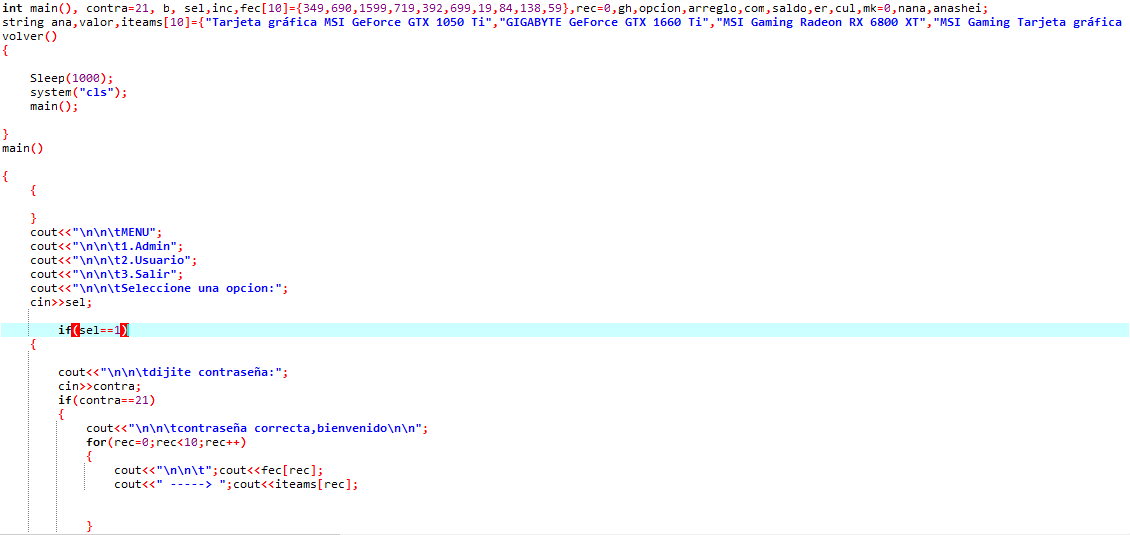 int main(), contra=21, b, sel,inc,fec[10]={349,690,1599,719,392,699,19,84,138,59},rec=0,gh,opcion,arreglo,com,saldo,er,cul,mk=0,nana,anashei;
string ana,valor,iteams[10]={"Tarjeta gráfica MSI GeForce GTX 1050 Ti","GIGABYTE GeForce GTX 1660 Ti","MSI Gaming Radeon RX 6800 XT","MSI Gaming Tarjeta gráfica
volver()
{
Sleep(1000);
system("cls");
main();
}
main()
{
{
}
cout<<"\n\n\tMENU";
cout<<"\n\n\t1.Admin";
cout<<"\n\n\t2.Usuario";
cout<<"\n\n\t3.Salir";
cout<<"\n\n\tSeleccione una opcion:";
cin>>sel;
if(sel==1)
{
cout<<"\n\n\tdijite contraseña:";
cin>>contra;
if(contra==21)
{
cout<<"\n\n\tcontraseña correcta,bienvenido\n\n";
for(rec=0;rec<10;rec++)
{
cout<<"\n\n\t";cout<<fec[rec];
cout<<" -----> ";cout<<iteams[rec];
}